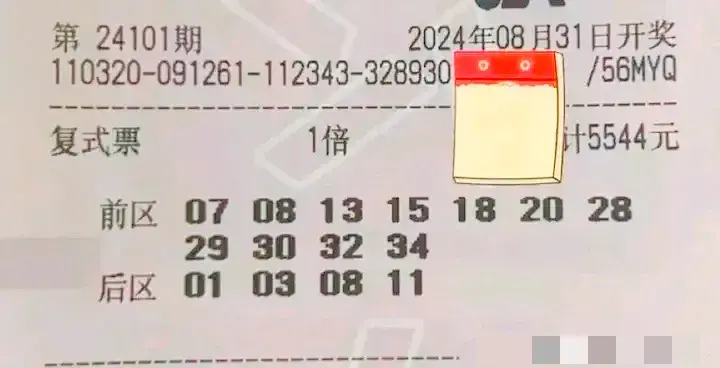 第 24101期 2024年08月31日开奖
110320-091261-112343-328930 /56MYQ
复式票 1倍 计5544元
前区 07 08 13 15 18 20 28
29 30 32 34
后区 01 03 08 11